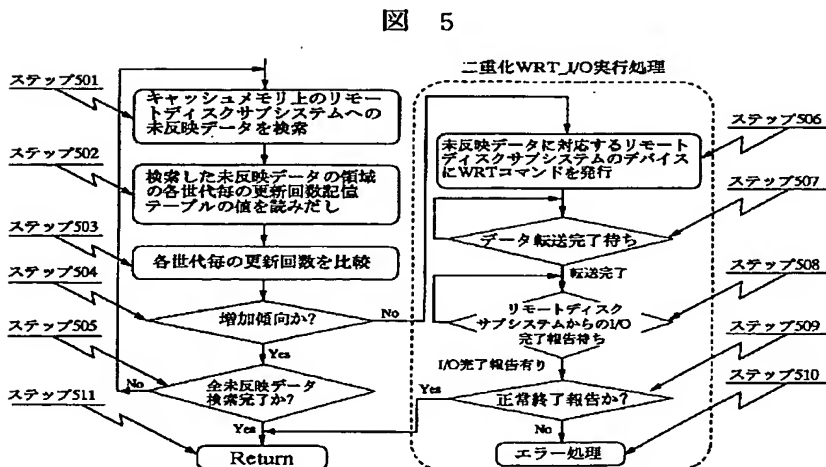 図 5
ステップ501
キャッシュメモリ上のリモー
トディスクサブシステムへの
未反映データを検索
ステップ502
検索した未反映データの領域
の各世代毎の更新回数記憶
テーブルの値を読みだし
ステップ503
各世代毎の更新回数を比較
ステップ504
増加傾向か?
No
Yes
ステップ505
全未反映データ
検索完了か?
No
Yes
ステップ511
Return
二重化WRT_I/O実行処理
ステップ506
未反映データに対応するリモート
ディスクサブシステムのデバイス
にWRTコマンドを発行
ステップ507
データ転送完了待ち
転送完了
ステップ508
リモートディスク
サブシステムからのI/O
完了報告待ち
I/O完了報告有り
ステップ509
正常終了報告か?
Yes
No
ステップ510
エラー処理